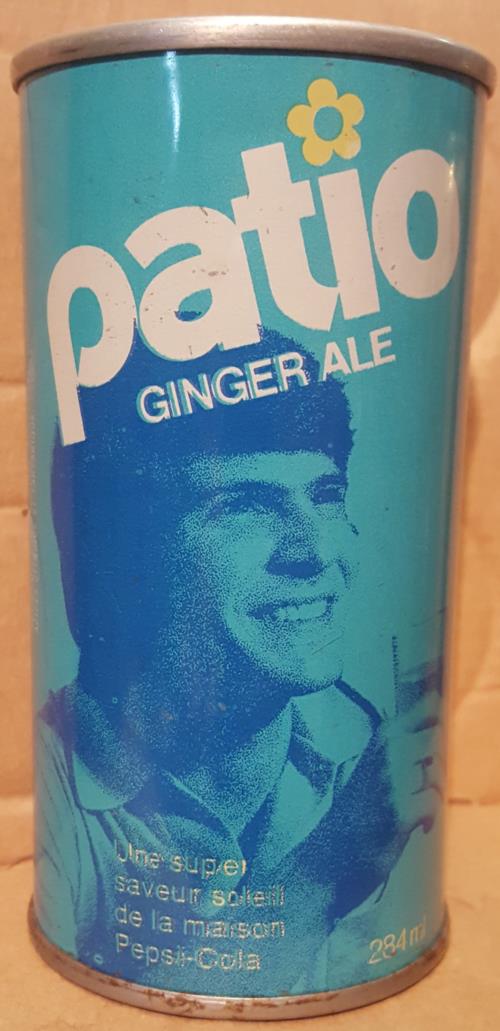 patio
GINGER ALE
Une super
saveur soleil
de la maison
Pepsi-Cola
284 ml